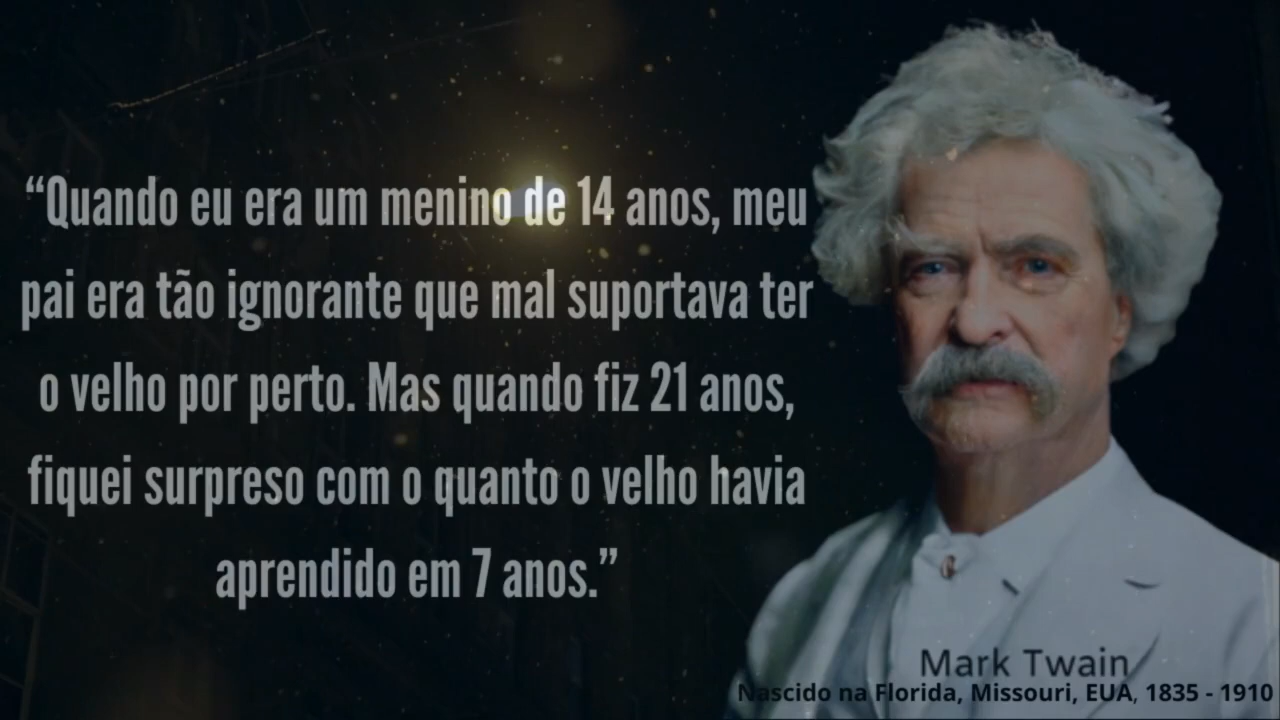 “Quando eu era um menino de 14 anos, meu
pai era tão ignorante que mal suportava ter
o velho por perto. Mas quando fiz 21 anos,
fiquei surpreso com o quanto o velho havia
aprendido em 7 anos.”
Mark Twain
Nascido na Florida, Missouri, EUA, 1835 - 1910